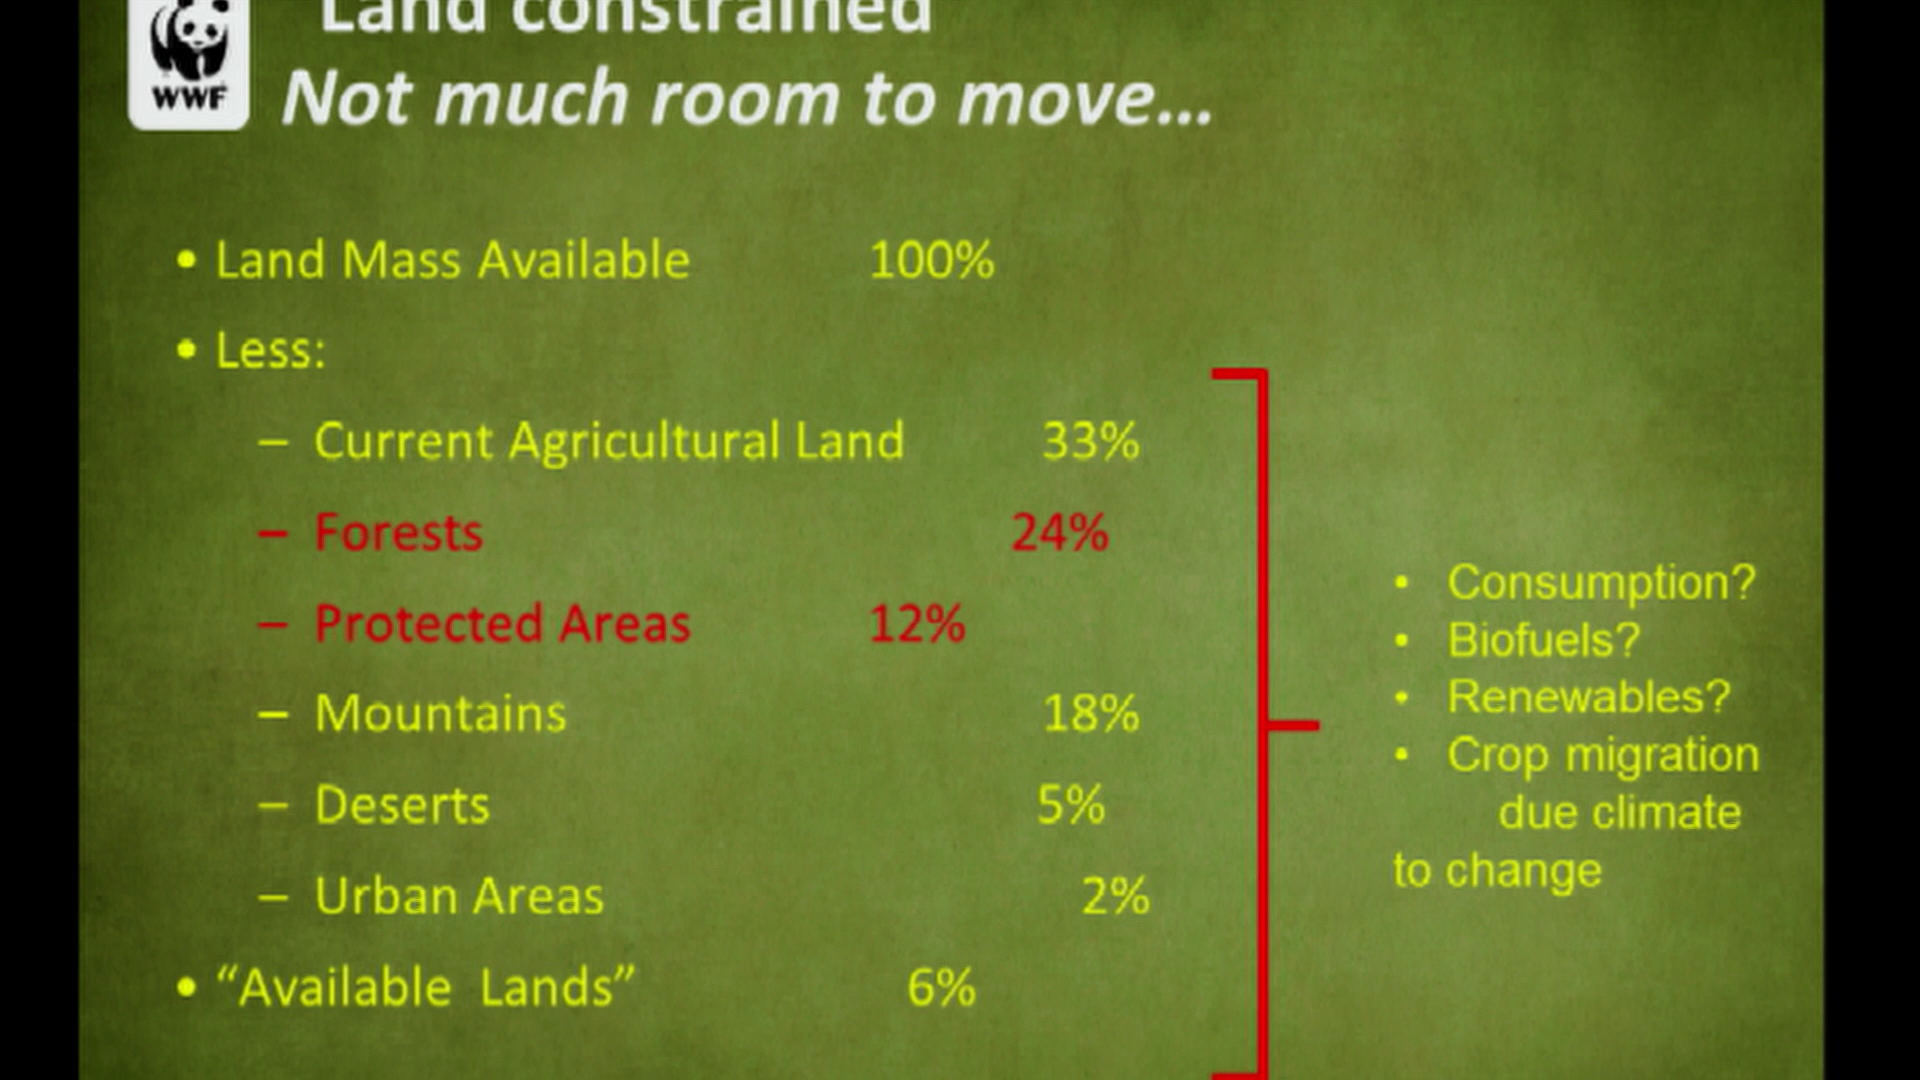 Land constrained
WWF
Not much room to move...
• Land Mass Available 100%
• Less:
– Current Agricultural Land 33%
– Forests 24%
– Protected Areas 12%
– Mountains 18%
– Deserts 5%
– Urban Areas 2%
• “Available Lands” 6%
• Consumption?
• Biofuels?
• Renewables?
• Crop migration
due climate
to change